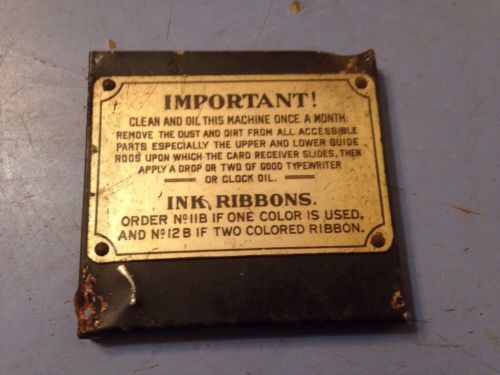 IMPORTANT!
CLEAN AND OIL THIS MACHINE ONCE A MONTH:
REMOVE THE DUST AND DIRT FROM ALL ACCESSIBLE
PARTS ESPECIALLY THE UPPER AND LOWER GUIDE
RODS UPON WHICH THE CARD RECEIVER SLIDES, THEN
APPLY A DROP OR TWO OF GOOD TYPEWRITER
OR CLOCK OIL.
INK RIBBONS.
ORDER Nº 11B IF ONE COLOR IS USED,
AND Nº 12B IF TWO COLORED RIBBON.